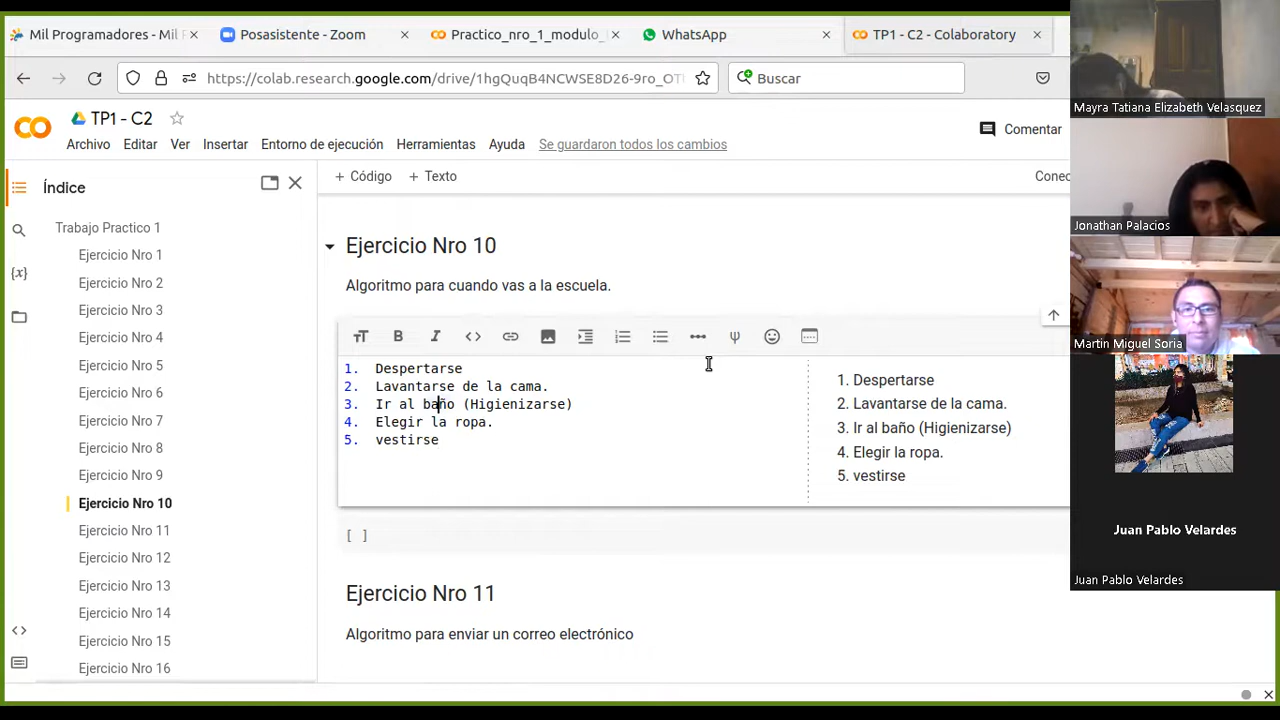 Mil Programadores - Mil
Posasistente - Zoom
Practico_nro_1_modulo_
WhatsApp
TP1 - C2 - Colaboratory
https://colab.research.google.com/drive/1hgQuqB4NCWSE8D26-9ro_OTI
Buscar
TP1 - C2
Archivo Editar Ver Insertar Entorno de ejecución Herramientas Ayuda Se guardaron todos los cambios
Comentar
Índice
+ Código + Texto
Conec
Trabajo Practico 1
Ejercicio Nro 1
Ejercicio Nro 2
Ejercicio Nro 3
Ejercicio Nro 4
Ejercicio Nro 5
Ejercicio Nro 6
Ejercicio Nro 7
Ejercicio Nro 8
Ejercicio Nro 9
Ejercicio Nro 10
Ejercicio Nro 11
Ejercicio Nro 12
Ejercicio Nro 13
Ejercicio Nro 14
Ejercicio Nro 15
Ejercicio Nro 16
Ejercicio Nro 10
Algoritmo para cuando vas a la escuela.
1. Despertarse
2. Lavantarse de la cama.
3. Ir al baño (Higienizarse)
4. Elegir la ropa.
5. vestirse
1. Despertarse
2. Lavantarse de la cama.
3. Ir al baño (Higienizarse)
4. Elegir la ropa.
5. vestirse
[ ]
Ejercicio Nro 11
Algoritmo para enviar un correo electrónico
Mayra Tatiana Elizabeth Velasquez
Jonathan Palacios
Martin Miguel Soria
Juan Pablo Velardes
Juan Pablo Velardes